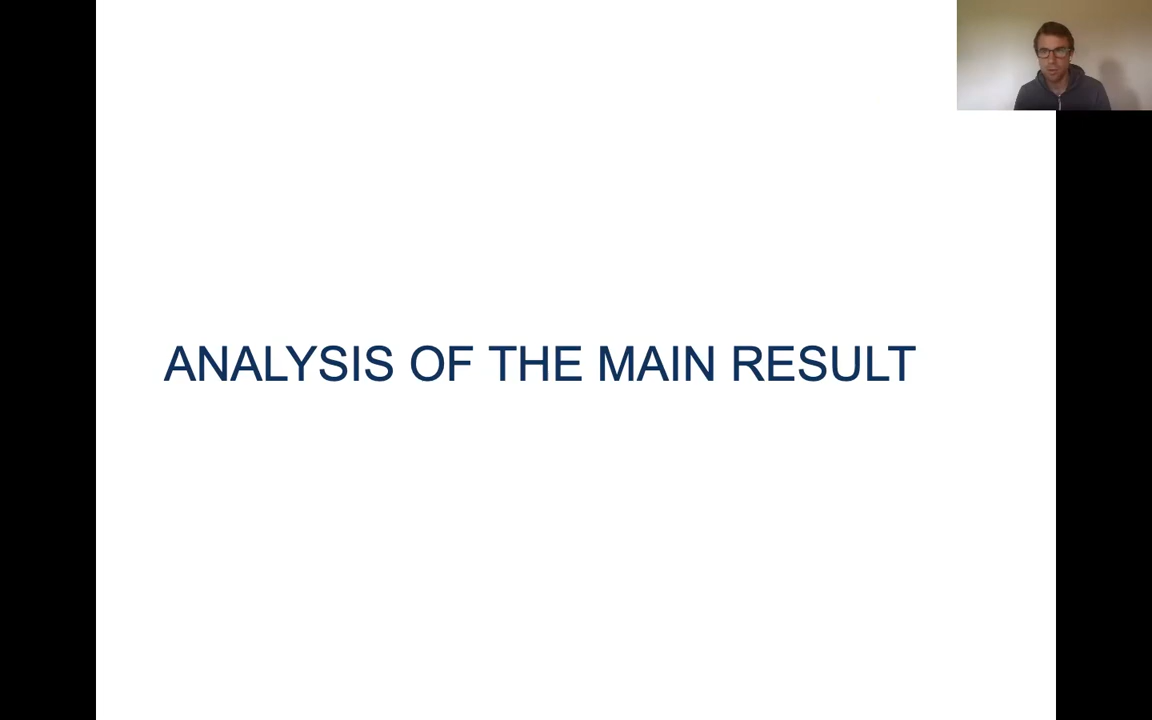 ANALYSIS OF THE MAIN RESULT